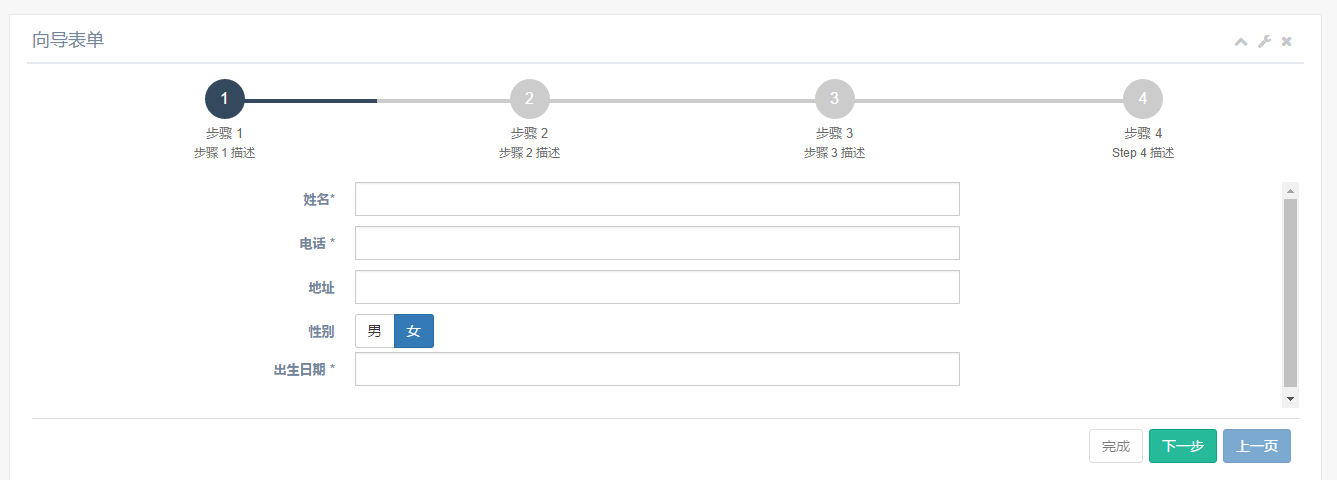 向导表单
1 2 3 4
步骤 1 步骤 2 步骤 3 步骤 4
步骤 1 描述 步骤 2 描述 步骤 3 描述 Step 4 描述
姓名*
电话 *
地址
性别 男 女
出生日期 *
完成 下一步 上一页